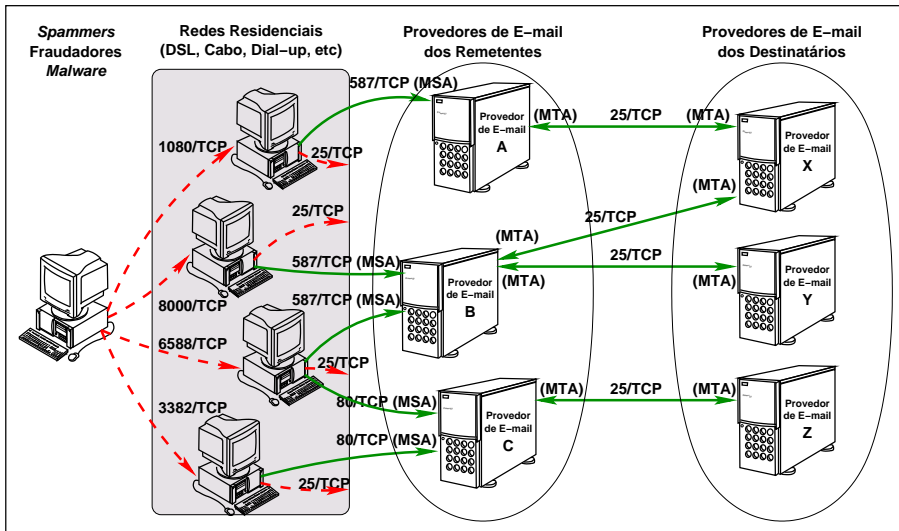 Spammers
Fraudadores
Malware
Redes Residenciais
(DSL, Cabo, Dial-up, etc)
Provedores de E-mail
dos Remetentes
Provedores de E-mail
dos Destinatários
587/TCP (MSA)
1080/TCP
25/TCP
Provedor
de E-mail
A
(MTA)
25/TCP
(MTA)
Provedor
de E-mail
X
(MTA)
25/TCP
25/TCP
(MTA)
8000/TCP
587/TCP (MSA)
Provedor
de E-mail
B
(MTA)
25/TCP
(MTA)
Provedor
de E-mail
Y
587/TCP (MSA)
6588/TCP
25/TCP
80/TCP (MSA)
3382/TCP
80/TCP (MSA)
25/TCP
Provedor
de E-mail
C
(MTA)
25/TCP
(MTA)
Provedor
de E-mail
Z